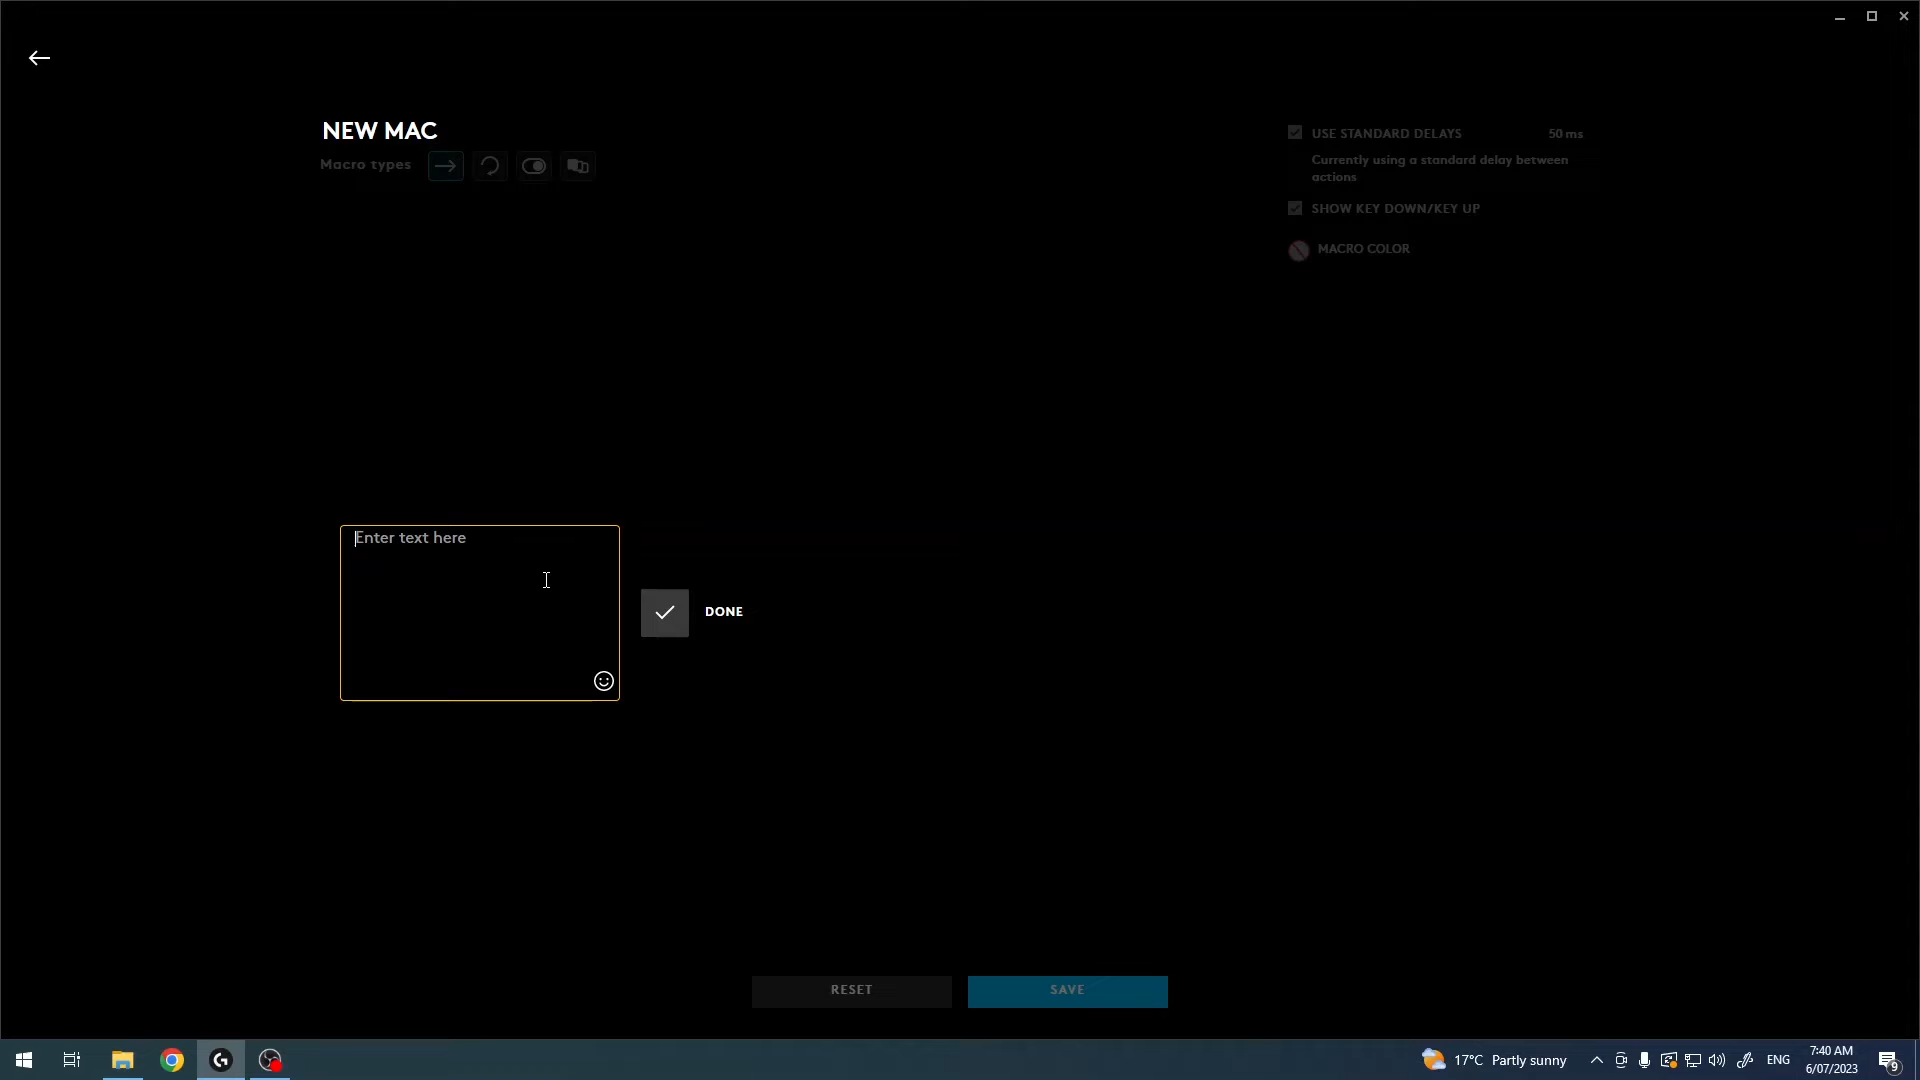 NEW MAC
Macro types
USE STANDARD DELAYS 50 ms
Currently using a standard delay between
actions
SHOW KEY DOWN/KEY UP
MACRO COLOR
Enter text here
DONE
RESET SAVE
17°C Partly sunny ENG 7:40 AM
6/07/2023
9